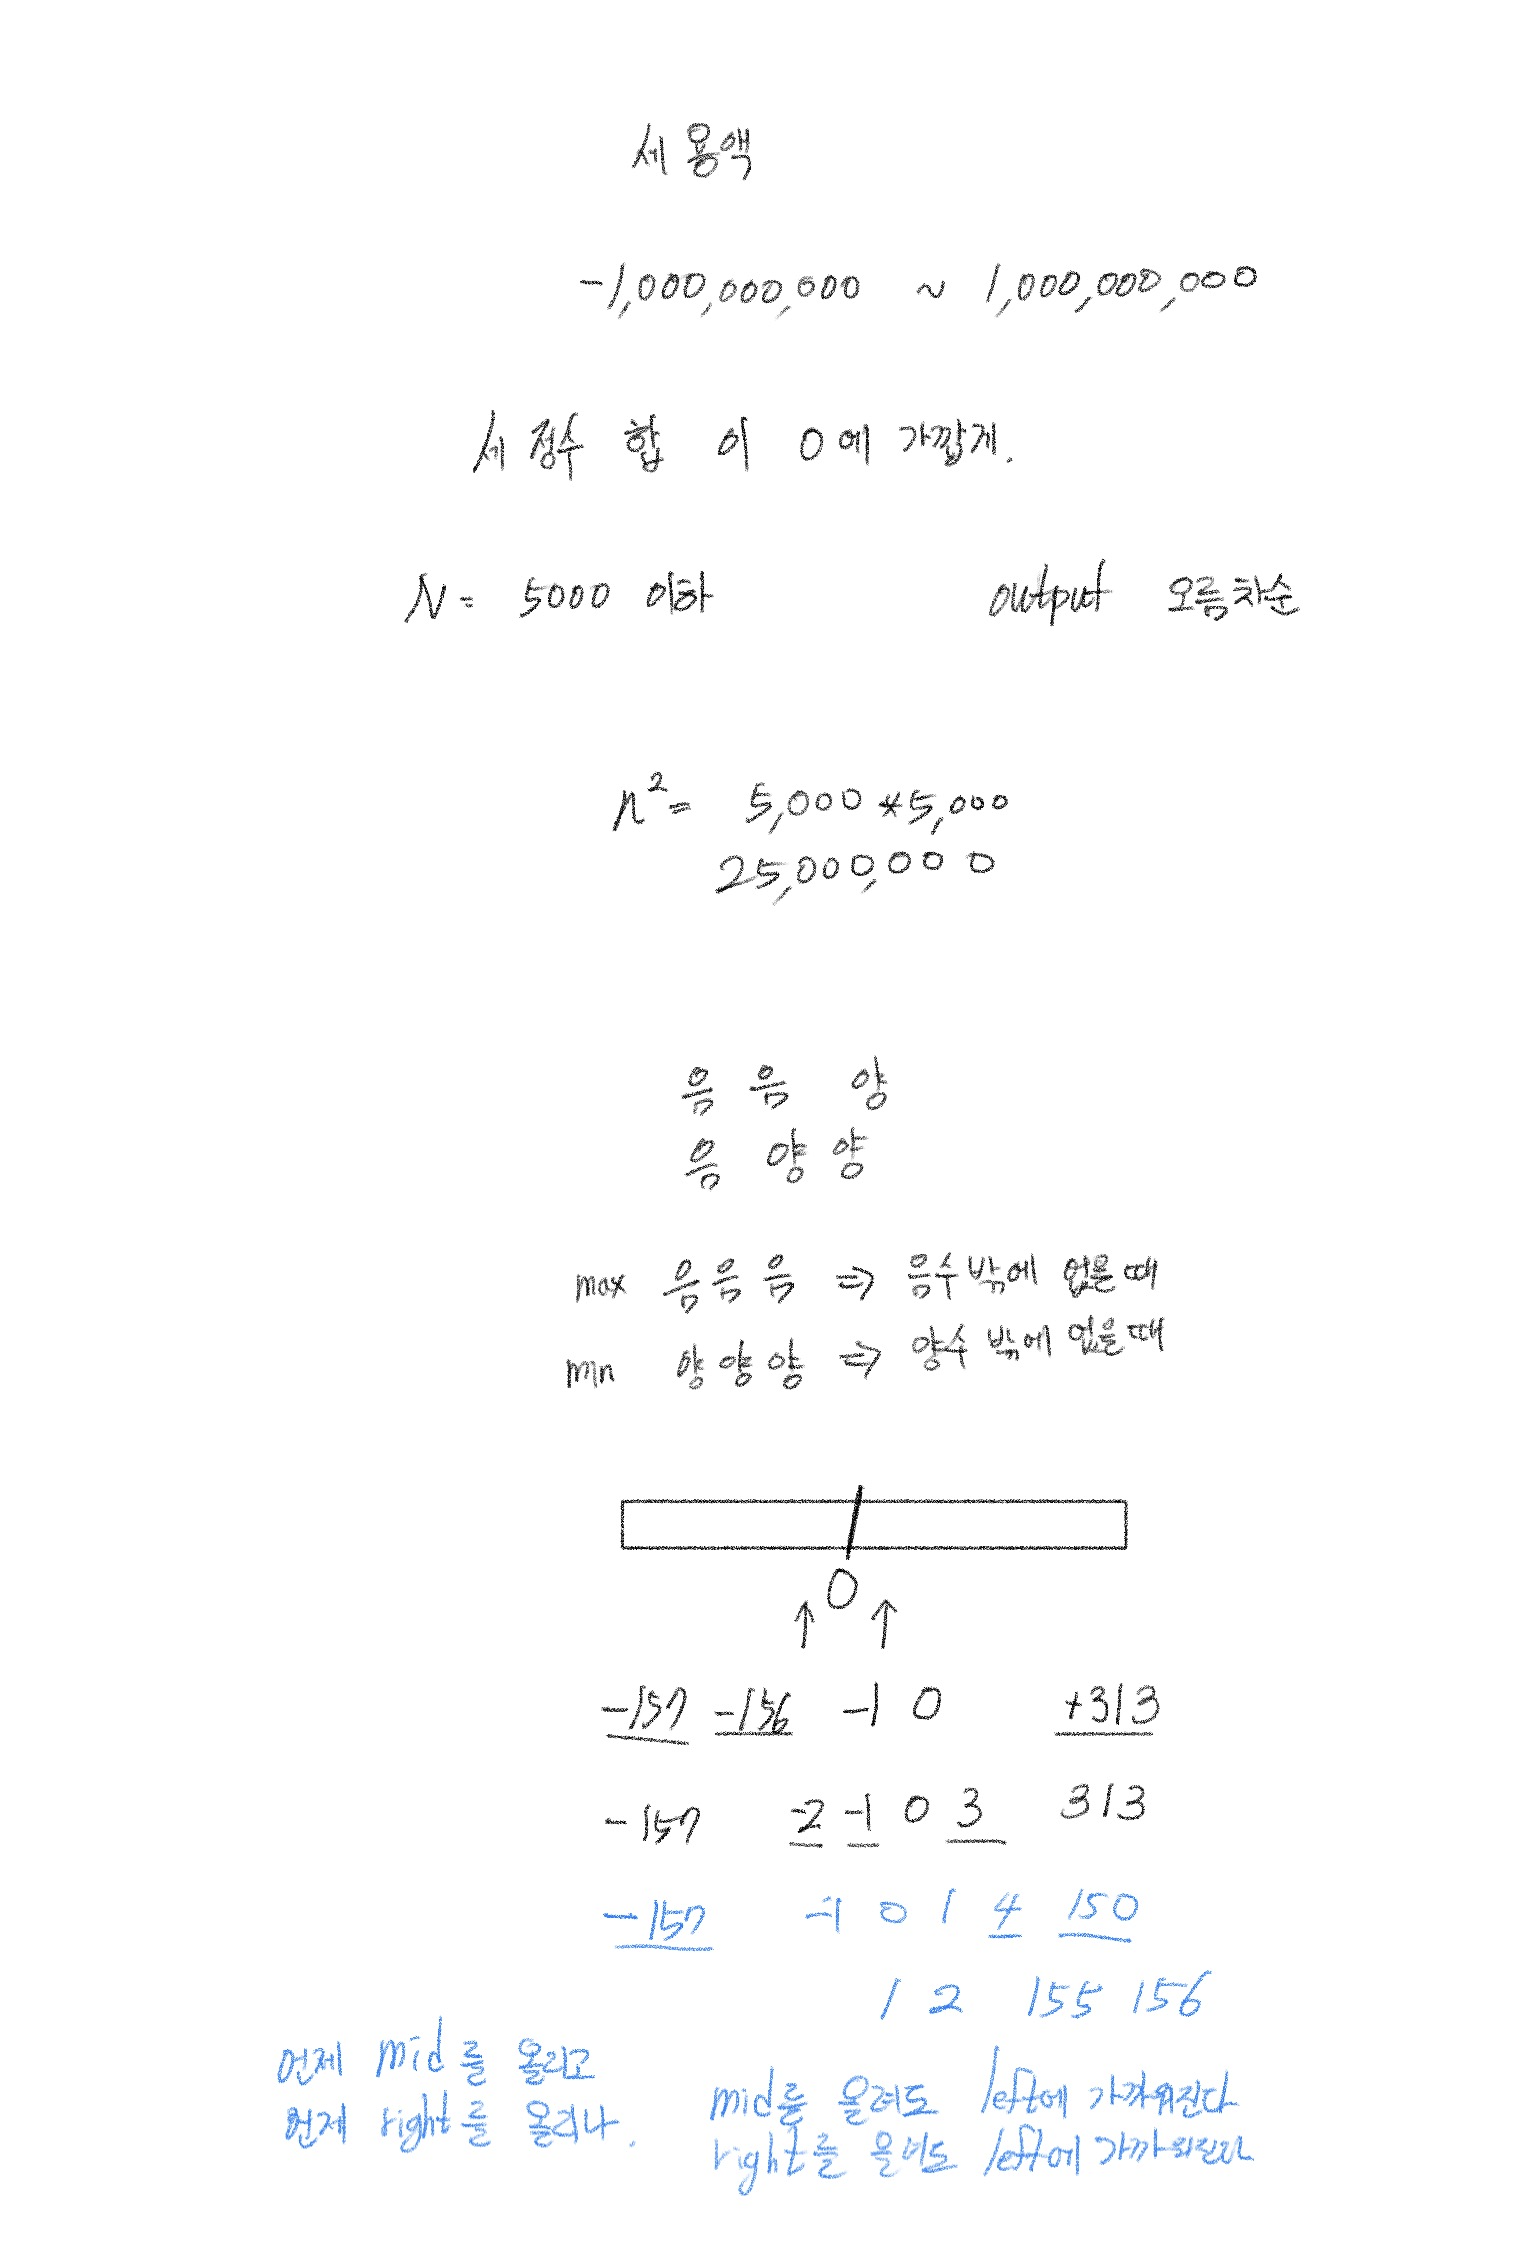 세 용액
-1,000,000,000 ~ 1,000,000,000
세 정수 합 이 0에 가깝게.
N = 5000 이하 output 오름차순
n² = 5,000 * 5,000
25,000,000
음 음 양
음 양 양
max 음 음 음 ⇒ 음수밖에 없을 때
min 양 양 양 ⇒ 양수 밖에 없을 때
0
↑ ↑
-157 -156 -1 0 +313
-157 -2 -1 0 3 313
-157 -1 0 1 4 150
1 2 155 156
언제 mid를 올리고
언제 right를 올리나.
mid를 올려도 left에 가까워진다
right를 올려도 left에 가까워진다